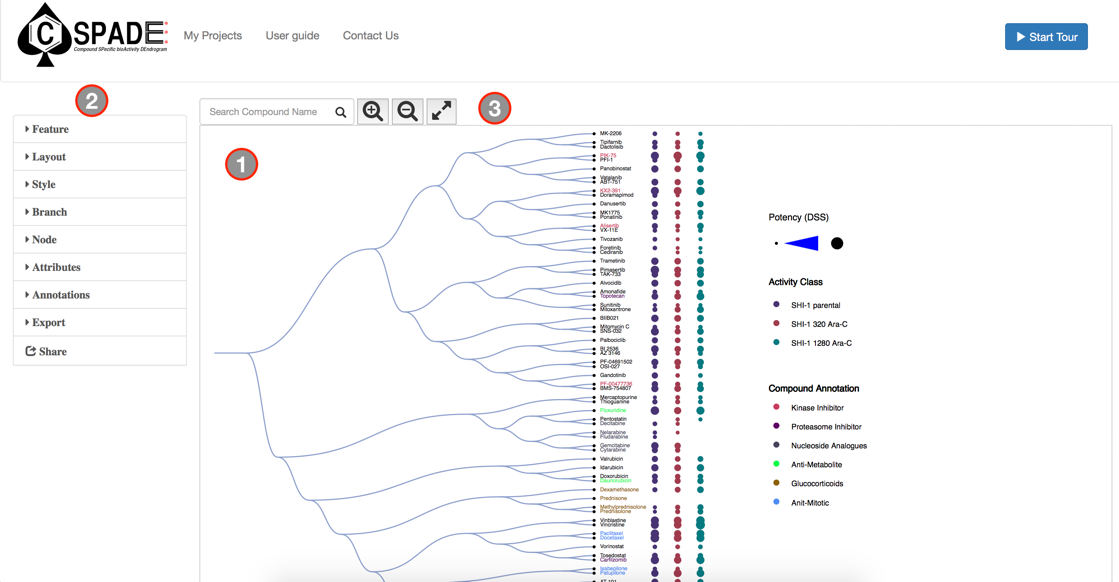 C SPADE
Compound SPecific bioActivity DEndrogram
My Projects
User guide
Contact Us
Start Tour
2
Feature
Layout
Style
Branch
Node
Attributes
Annotations
Export
Share
Search Compound Name
3
1
MK-2206
Tipifarnib
Dactolisib
PIK-75
PFI-1
Panobinostat
Vatalanib
ABT-751
KX2-391
Doramapimod
Danusertib
MK1775
Ponatinib
Alisertib
VX-11E
Tivozanib
Foretinib
Cediranib
Trametinib
Pimasertib
TAK-733
Alvocidib
Amonafide
Topotecan
Sunitinib
Mitoxantrone
BIIB021
Mitomycin C
SNS-032
Palbociclib
BI 2536
AZ 3146
PF-04691502
OSI-027
Gandotinib
PF-00477736
BMS-754807
Mercaptopurine
Thioguanine
Floxuridine
Pentostatin
Decitabine
Nelarabine
Fludarabine
Gemcitabine
Cytarabine
Valrubicin
Idarubicin
Doxorubicin
Daunorubicin
Dexamethasone
Prednisone
Methylprednisolone
Prednisolone
Vinblastine
Vincristine
Paclitaxel
Docetaxel
Vorinostat
Tosedostat
Carfilzomib
Ixabepilone
Patupilone
Potency (DSS)
Activity Class
SHI-1 parental
SHI-1 320 Ara-C
SHI-1 1280 Ara-C
Compound Annotation
Kinase Inhibitor
Proteasome Inhibitor
Nucleoside Analogues
Anti-Metabolite
Glucocorticoids
Anit-Mitotic